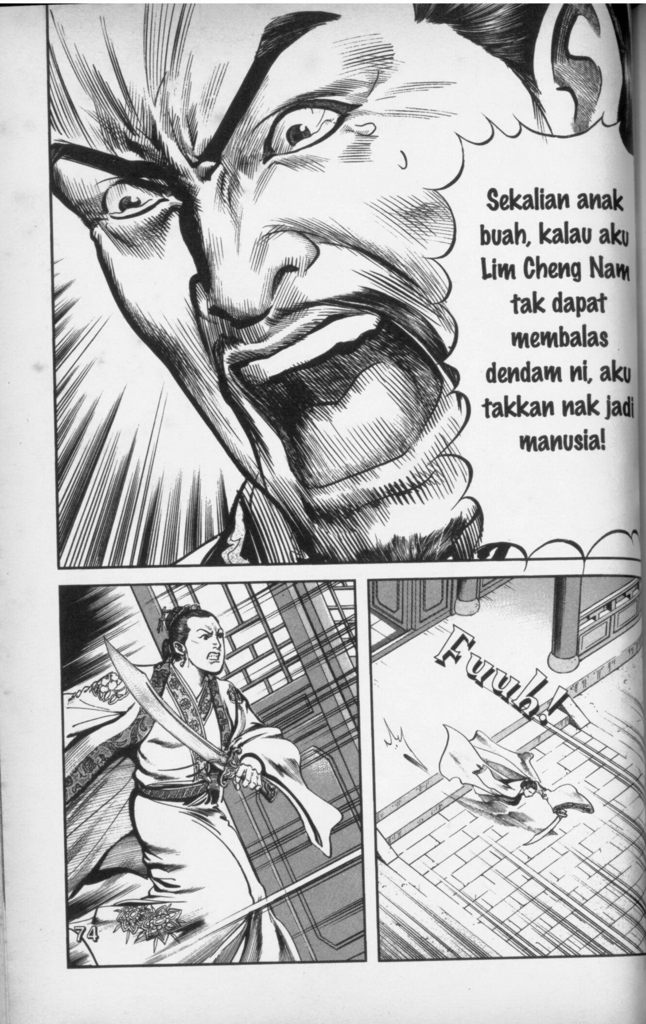 Sekalian anak
buah, kalau aku
Lim Cheng Nam
tak dapat
membalas
dendam ni, aku
takkan nak jadi
manusia!
Fuuh!
74